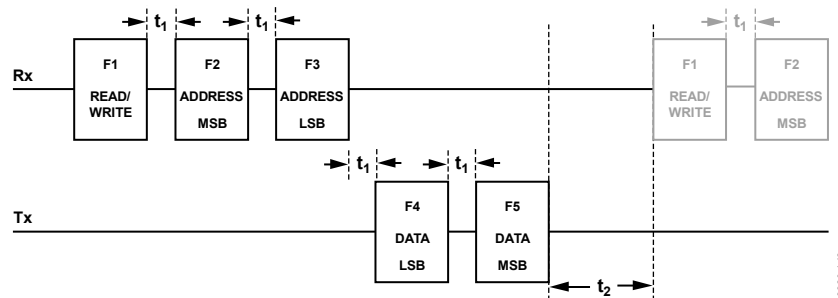 t1 t1 t1
F1 F2 F3 F1 F2
Rx
READ/ ADDRESS ADDRESS READ/ ADDRESS
WRITE MSB LSB WRITE MSB
t1 t1
F4 F5
Tx
DATA DATA
LSB MSB
t2